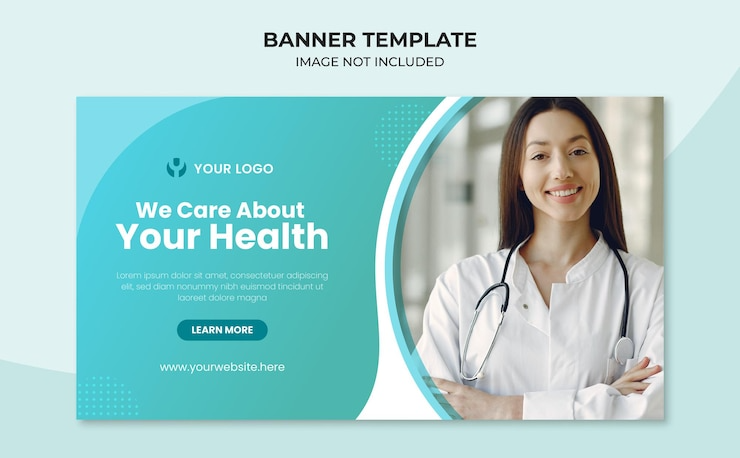 BANNER TEMPLATE
IMAGE NOT INCLUDED
YOUR LOGO
We Care About
Your Health
Lorem ipsum dolor sit amet, consectetuer adipiscing
elit, sed diam nonummy nibh euismod tincidunt ut
laoreet dolore magna
LEARN MORE
www.yourwebsite.here